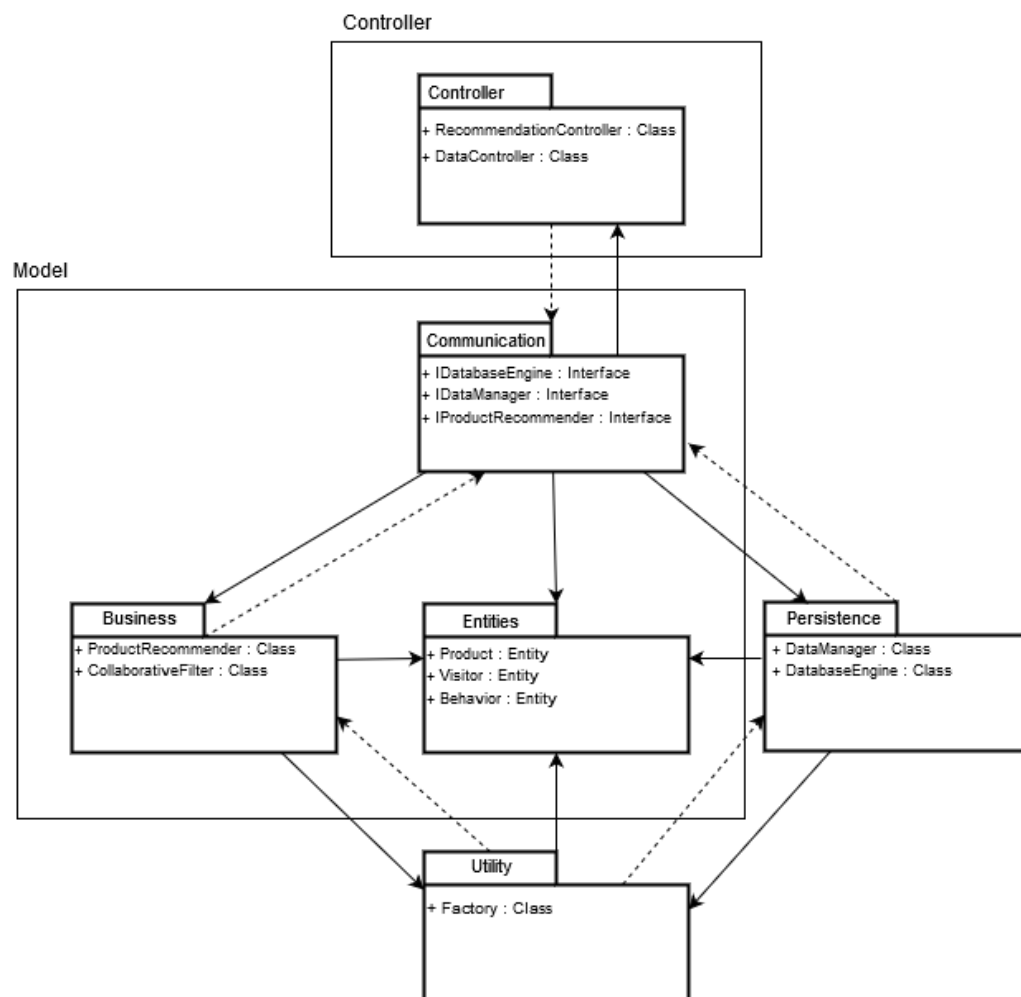 Controller
Controller
+ RecommendationController : Class
+ DataController : Class
Model
Communication
+ IDatabaseEngine : Interface
+ IDataManager : Interface
+ IProductRecommender : Interface
Business
+ ProductRecommender : Class
+ CollaborativeFilter : Class
Entities
+ Product : Entity
+ Visitor : Entity
+ Behavior : Entity
Persistence
+ DataManager : Class
+ DatabaseEngine : Class
Utility
+ Factory : Class